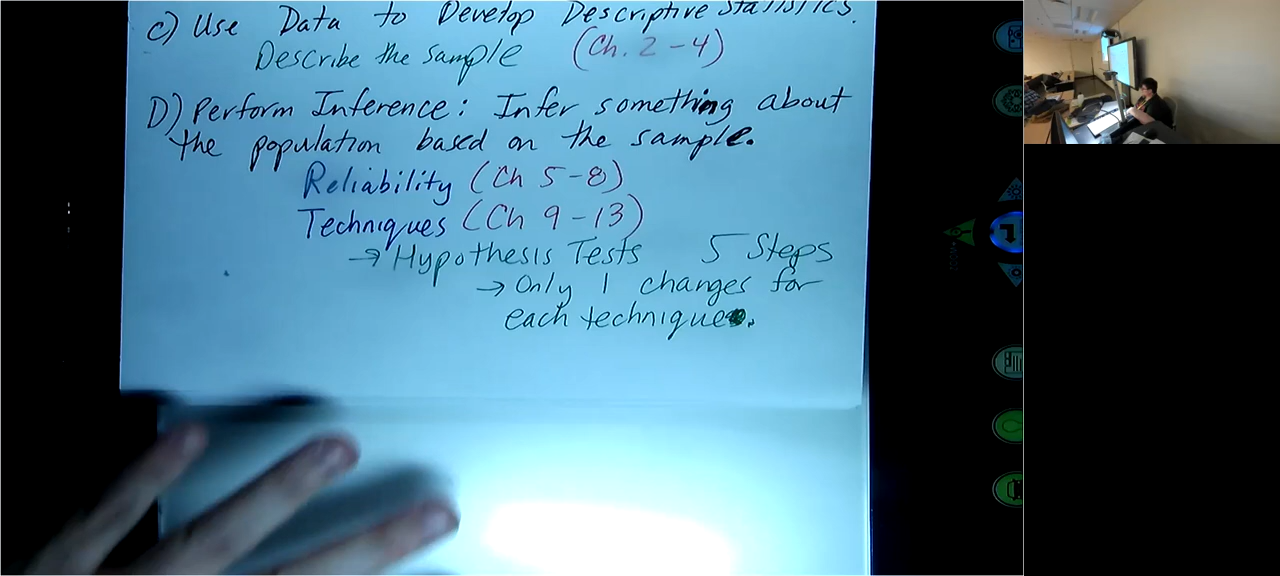 C) Use Data to Develop Descriptive Statistics.
Describe the sample (Ch. 2-4)
D) Perform Inference: Infer something about
the population based on the sample.
Reliability (Ch 5-8)
Techniques (Ch 9-13)
→ Hypothesis Tests 5 Steps
→ Only 1 changes for
each technique.